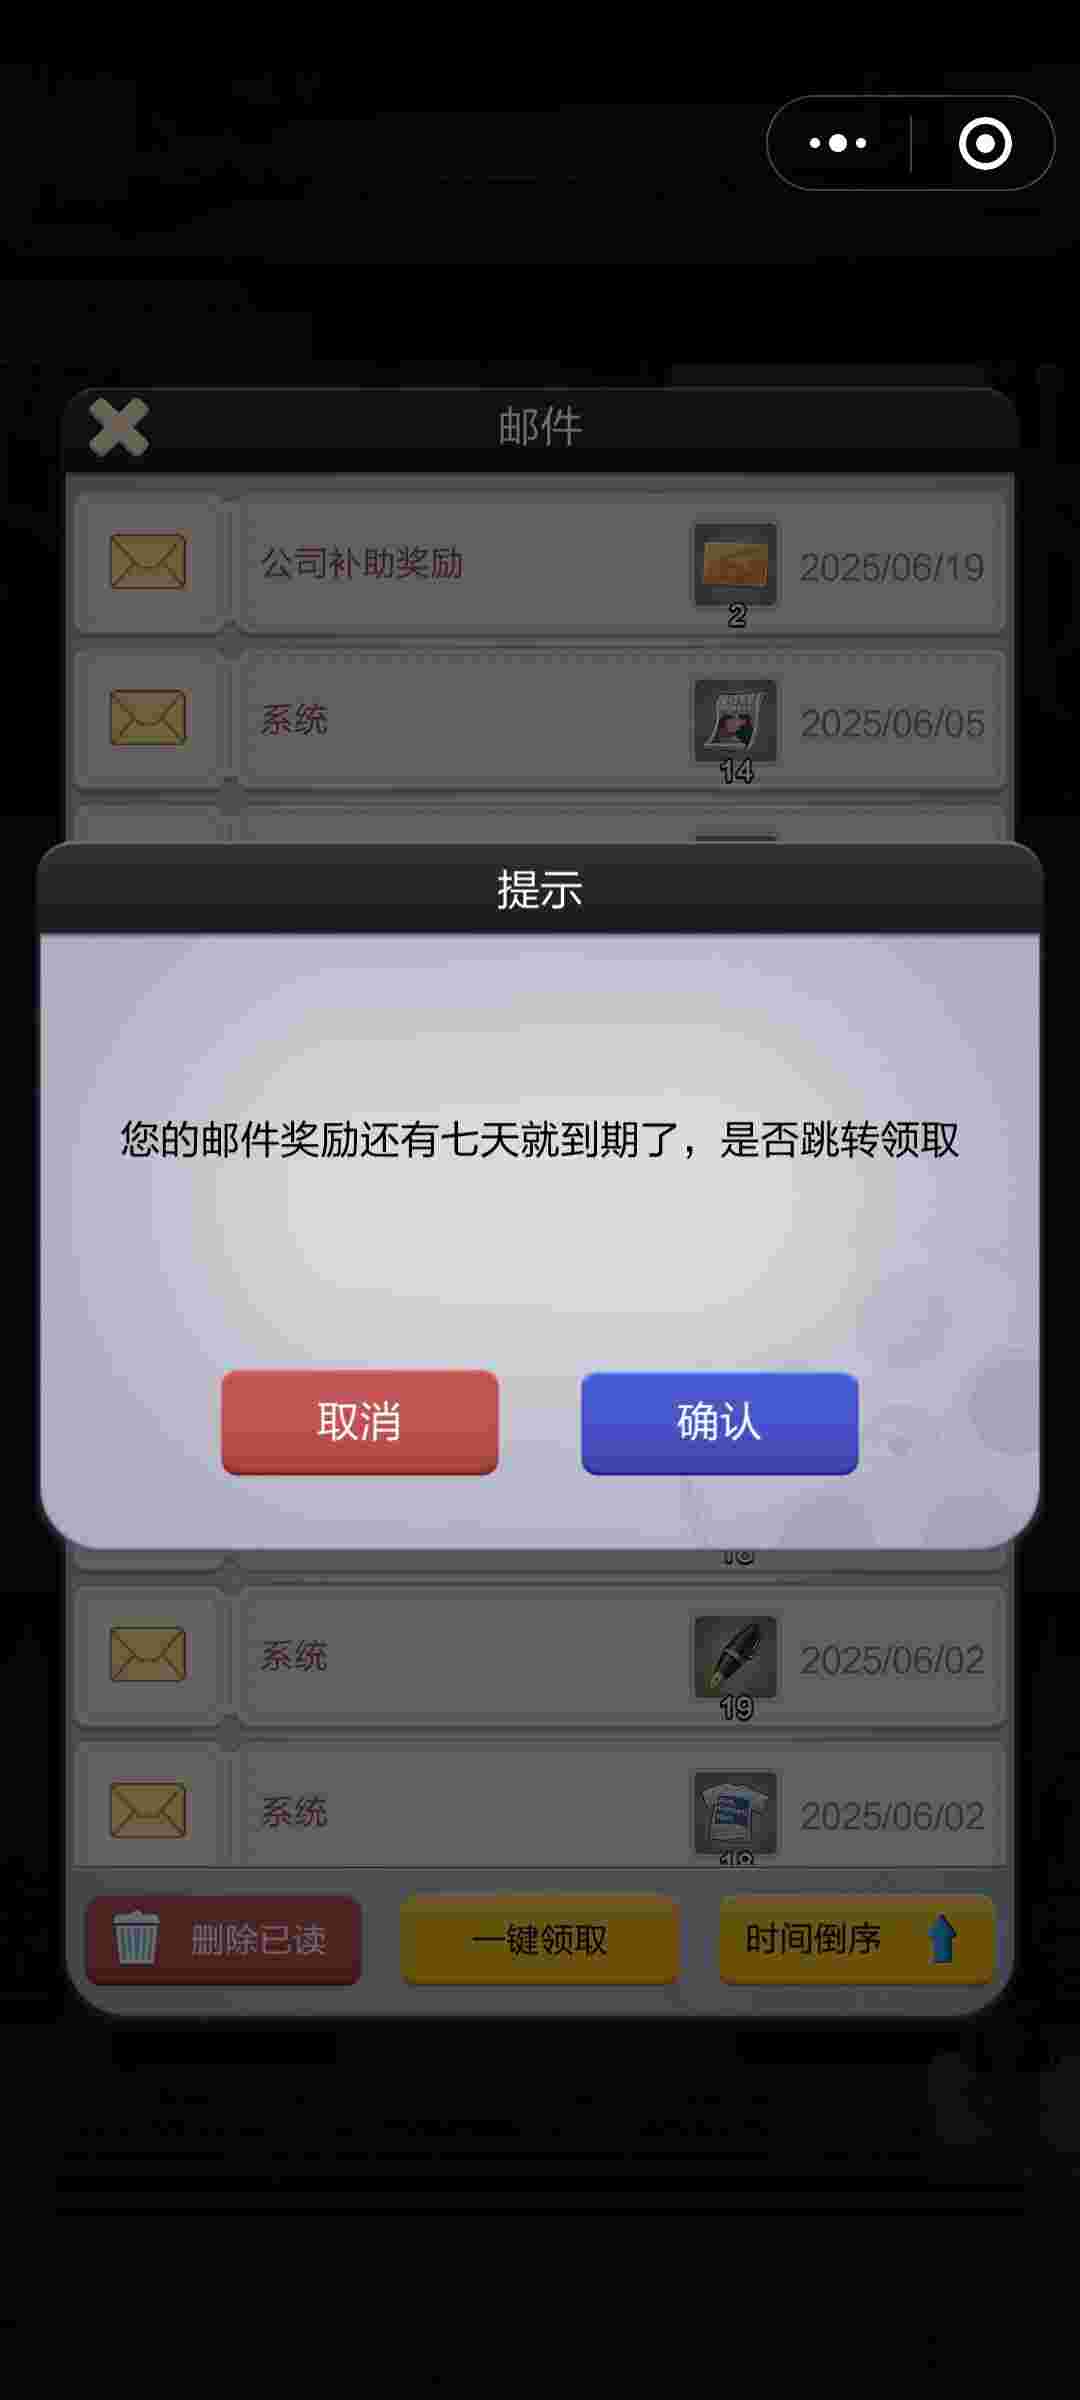 邮件
公司补助奖励
2025/06/19
2
系统
2025/06/05
14
提示
您的邮件奖励还有七天就到期了，是否跳转领取
取消
确认
系统
2025/06/02
19
系统
2025/06/02
删除已读
一键领取
时间倒序